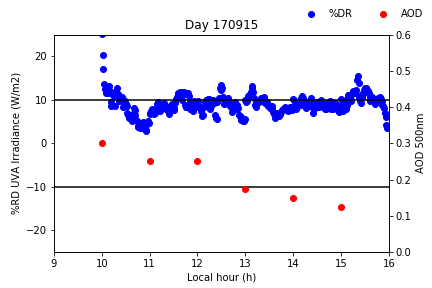 %DR AOD
Day 170915
%RD UVA Irradiance (W/m2)
20
10
0
−10
−20
0.6
0.5
0.4
0.3
0.2
0.1
0.0
AOD 500nm
9 10 11 12 13 14 15 16
Local hour (h)